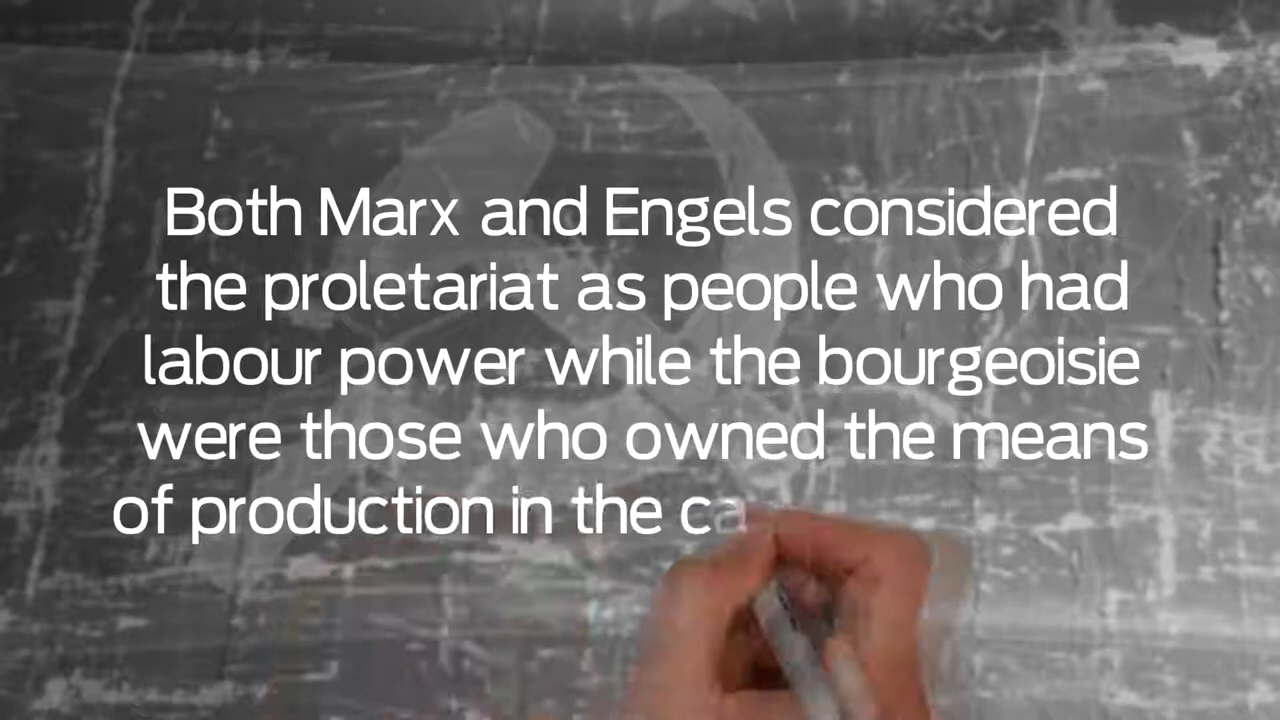 Both Marx and Engels considered
the proletariat as people who had
labour power while the bourgeoisie
were those who owned the means
of production in the ca